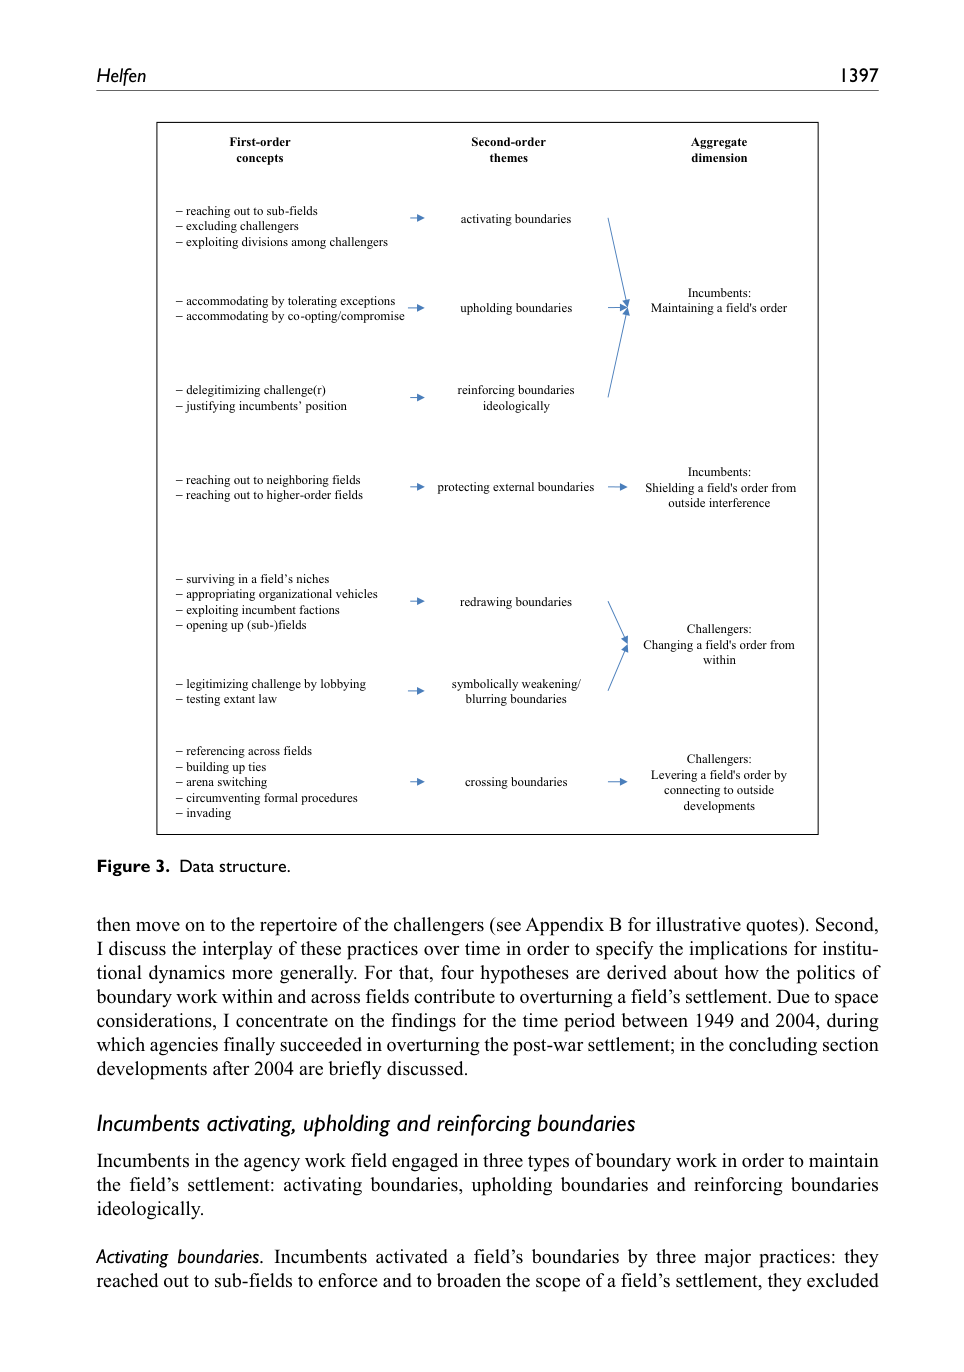 Helfen 1397
First-order
concepts
Second-order
themes
Aggregate
dimension
– reaching out to sub-fields
– excluding challengers
– exploiting divisions among challengers
activating boundaries
– accommodating by tolerating exceptions
– accommodating by co-opting/compromise
upholding boundaries
Incumbents:
Maintaining a field's order
– delegitimizing challenge(r)
– justifying incumbents’ position
reinforcing boundaries
ideologically
– reaching out to neighboring fields
– reaching out to higher-order fields
protecting external boundaries
Incumbents:
Shielding a field's order from
outside interference
– surviving in a field’s niches
– appropriating organizational vehicles
– exploiting incumbent factions
– opening up (sub-)fields
redrawing boundaries
Challengers:
Changing a field's order from
within
– legitimizing challenge by lobbying
– testing extant law
symbolically weakening/
blurring boundaries
– referencing across fields
– building up ties
– arena switching
– circumventing formal procedures
– invading
crossing boundaries
Challengers:
Levering a field's order by
connecting to outside
developments
Figure 3. Data structure.
then move on to the repertoire of the challengers (see Appendix B for illustrative quotes). Second,
I discuss the interplay of these practices over time in order to specify the implications for institu-
tional dynamics more generally. For that, four hypotheses are derived about how the politics of
boundary work within and across fields contribute to overturning a field’s settlement. Due to space
considerations, I concentrate on the findings for the time period between 1949 and 2004, during
which agencies finally succeeded in overturning the post-war settlement; in the concluding section
developments after 2004 are briefly discussed.
Incumbents activating, upholding and reinforcing boundaries
Incumbents in the agency work field engaged in three types of boundary work in order to maintain
the field’s settlement: activating boundaries, upholding boundaries and reinforcing boundaries
ideologically.
Activating boundaries. Incumbents activated a field’s boundaries by three major practices: they
reached out to sub-fields to enforce and to broaden the scope of a field’s settlement, they excluded